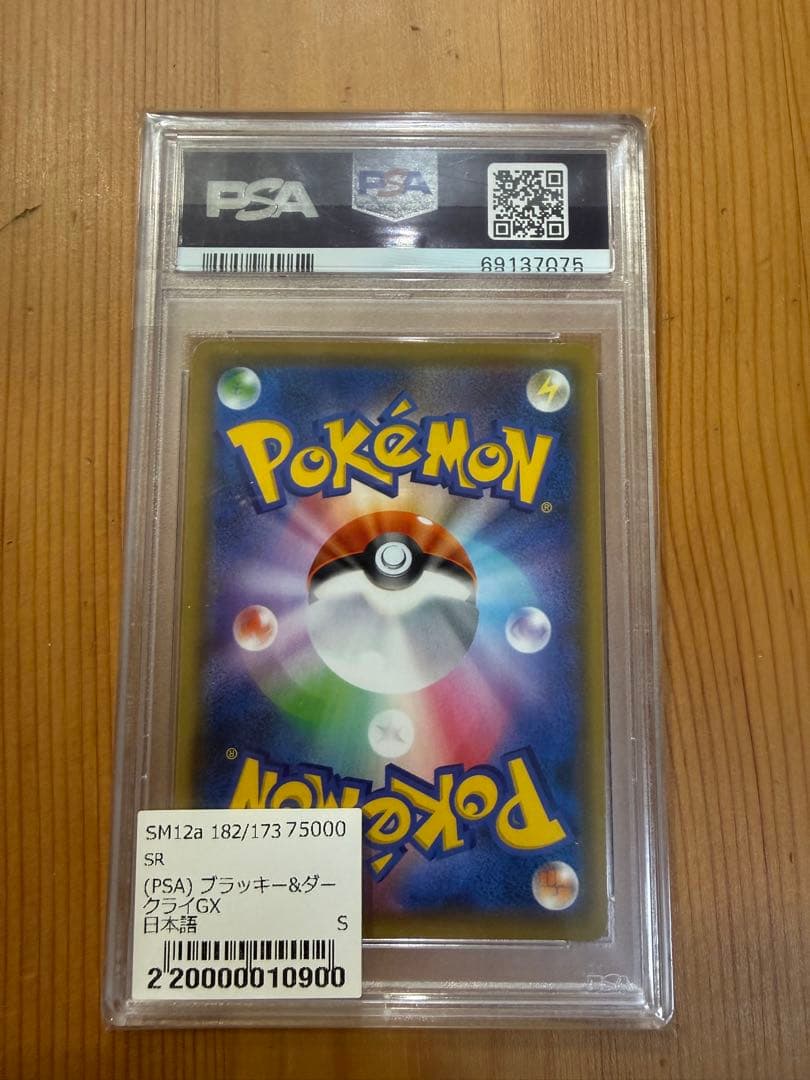 PSA
PSA
69137075
POKéMON
®
®
POKéMON
SM12a 182/173 75000
SR
(PSA) ブラッキー&ダー
クライGX
日本語 S
2 20000010900
PSA